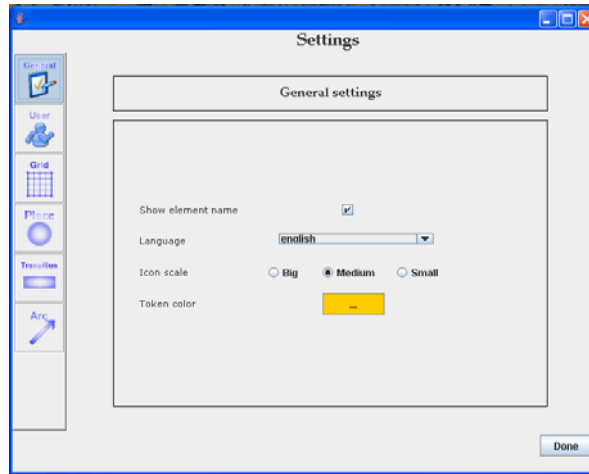 Settings
General
User
Grid
Place
Transition
Arc
General settings
Show element name
Language english
Icon scale Big Medium Small
Token color ...
Done